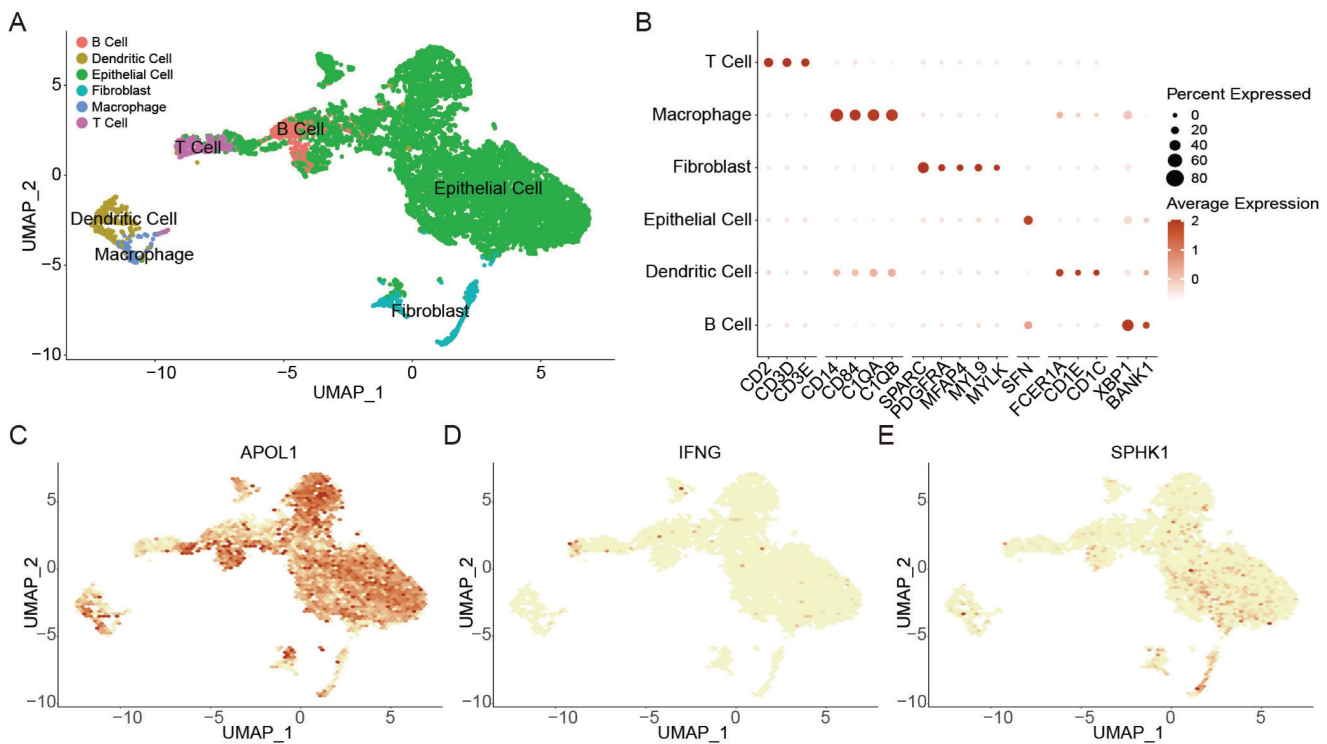 A
B Cell
Dendritic Cell
Epithelial Cell
Fibroblast
Macrophage
T Cell
5
0
−5
−10
UMAP_2
B Cell
T Cell
Epithelial Cell
Dendritic Cell
Macrophage
Fibroblast
−10 −5 0 5
UMAP_1
B
T Cell
Macrophage
Fibroblast
Epithelial Cell
Dendritic Cell
B Cell
CD2 CD3D CD3E CD14 CD84 C1QA C1QB SPARC PDGFRA MFAP4 MYL9 MYLK SFN FCER1A CD1E CD1C XBP1 BANK1
Percent Expressed
0
20
40
60
80
Average Expression
2
1
0
C
APOL1
5
0
−5
−10
UMAP_2
−10 −5 0 5
UMAP_1
D
IFNG
5
0
−5
−10
UMAP_2
−10 −5 0 5
UMAP_1
E
SPHK1
5
0
−5
−10
UMAP_2
−10 −5 0 5
UMAP_1